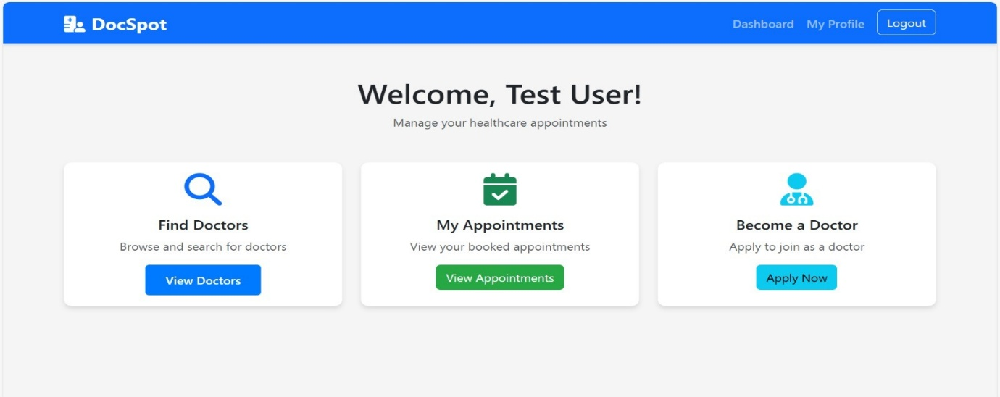 DocSpot
Dashboard My Profile Logout
Welcome, Test User!
Manage your healthcare appointments
Find Doctors
Browse and search for doctors
View Doctors
My Appointments
View your booked appointments
View Appointments
Become a Doctor
Apply to join as a doctor
Apply Now